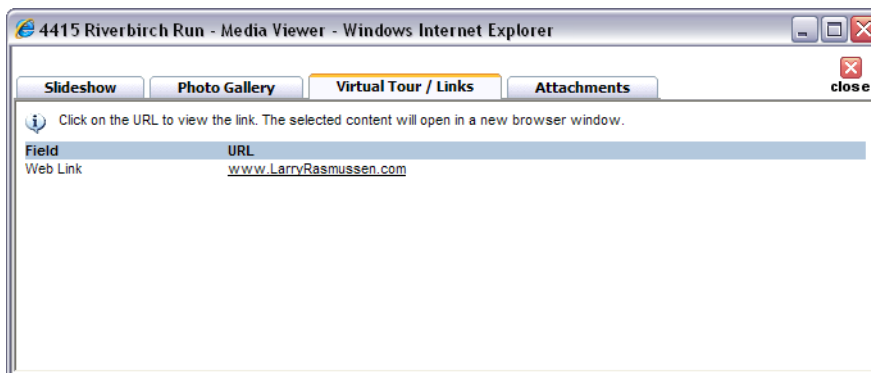 4415 Riverbirch Run - Media Viewer - Windows Internet Explorer
close
Slideshow Photo Gallery Virtual Tour / Links Attachments
Click on the URL to view the link. The selected content will open in a new browser window.
Field URL
Web Link www.LarryRasmussen.com